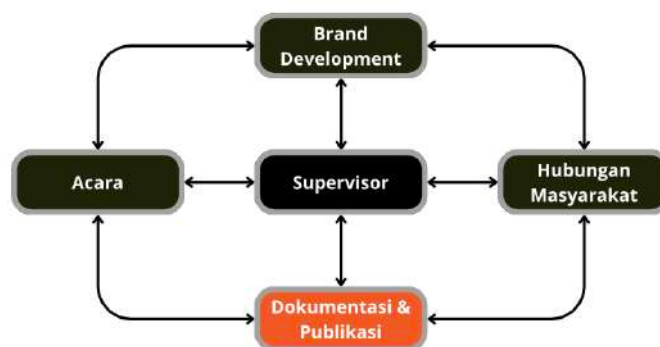 Brand
Development
Acara
Supervisor
Hubungan
Masyarakat
Dokumentasi &
Publikasi